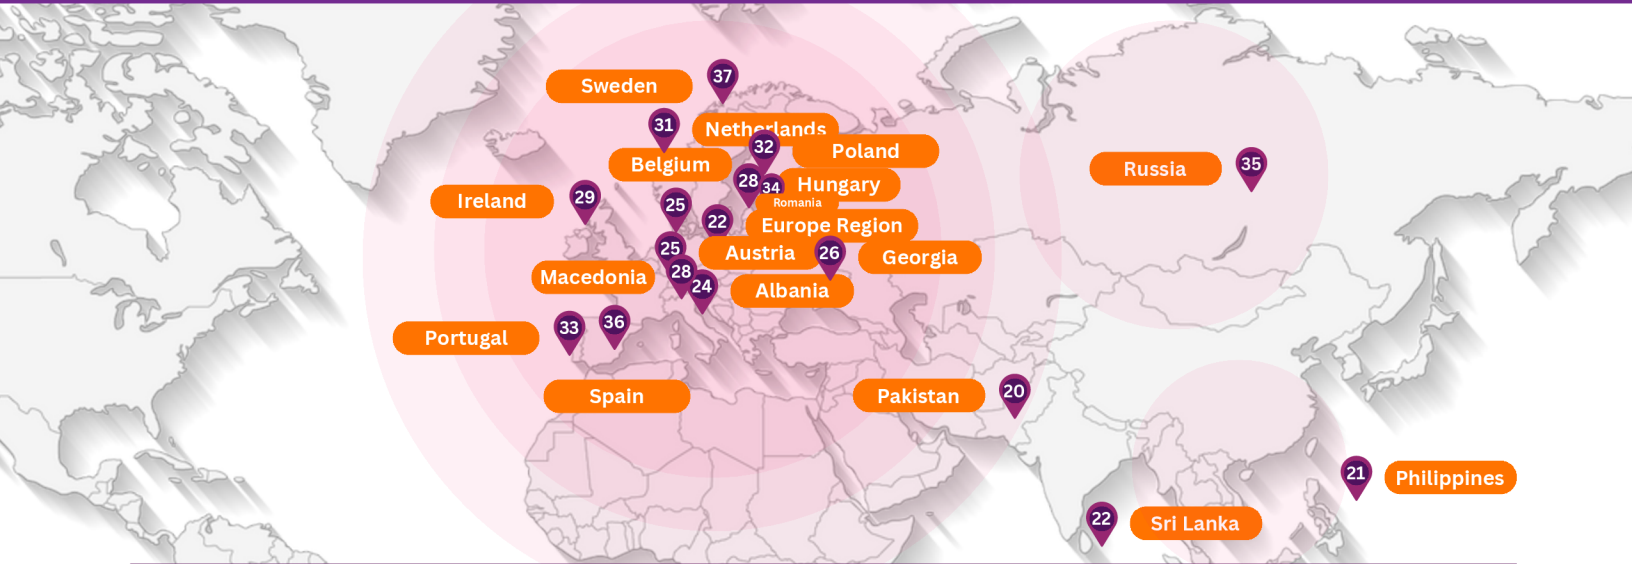 37
Sweden
31
Netherlands
32
Poland
Belgium
Russia
35
28
34
Hungary
Ireland
29
25
Romania
22
Europe Region
25
Austria
26
Georgia
Macedonia
28
24
Albania
33
36
Portugal
Spain
Pakistan
20
21
Philippines
22
Sri Lanka